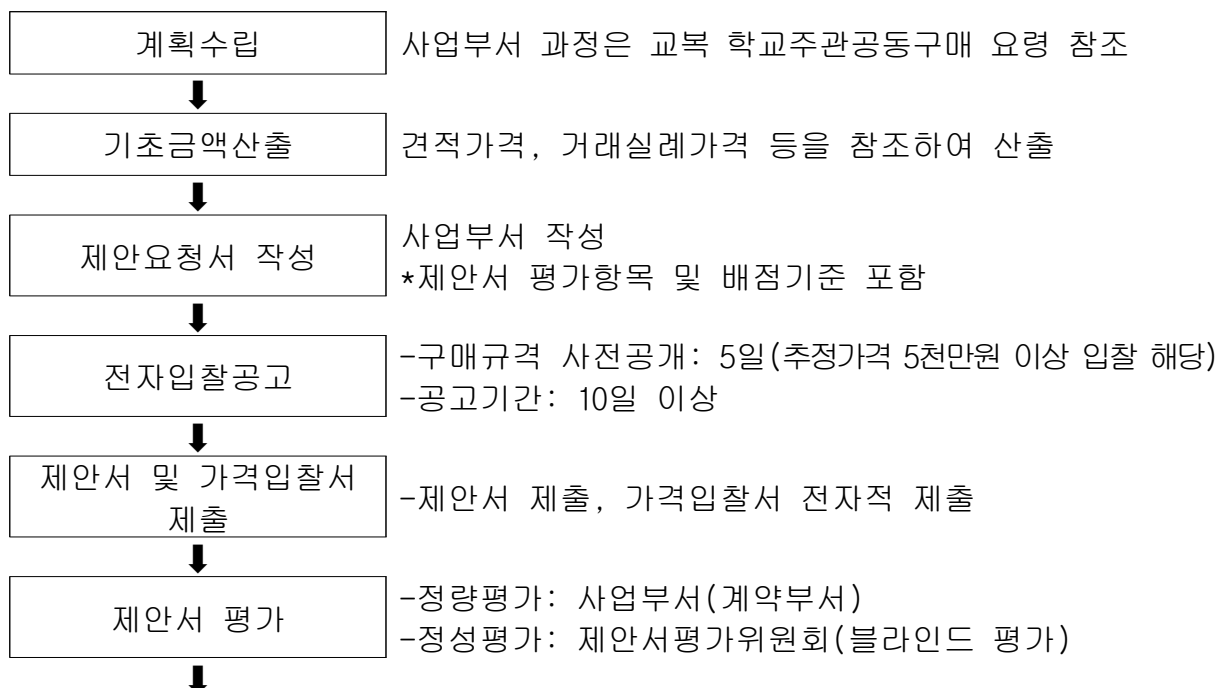 계획수립
사업부서 과정은 교복 학교주관공동구매 요령 참조
기초금액산출
견적가격, 거래실례가격 등을 참조하여 산출
제안요청서 작성
사업부서 작성
*제안서 평가항목 및 배점기준 포함
전자입찰공고
-구매규격 사전공개: 5일(추정가격 5천만원 이상 입찰 해당)
-공고기간: 10일 이상
제안서 및 가격입찰서
제출
-제안서 제출, 가격입찰서 전자적 제출
제안서 평가
-정량평가: 사업부서(계약부서)
-정성평가: 제안서평가위원회(블라인드 평가)